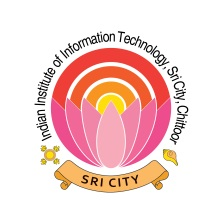 Indian Institute of Information Technology, Sri City, Chittoor
SRI CITY